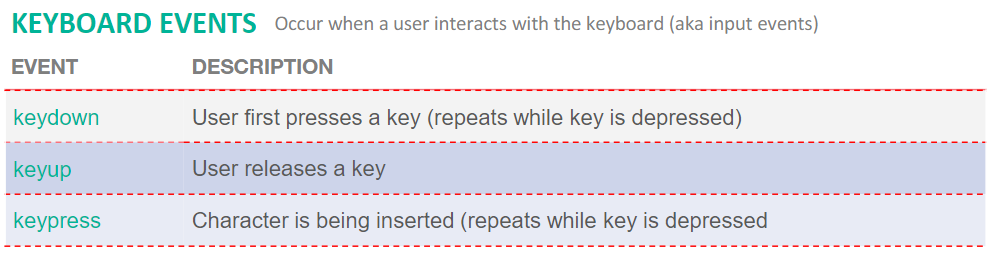 KEYBOARD EVENTS Occur when a user interacts with the keyboard (aka input events)
EVENT DESCRIPTION
keydown User first presses a key (repeats while key is depressed)
keyup User releases a key
keypress Character is being inserted (repeats while key is depressed